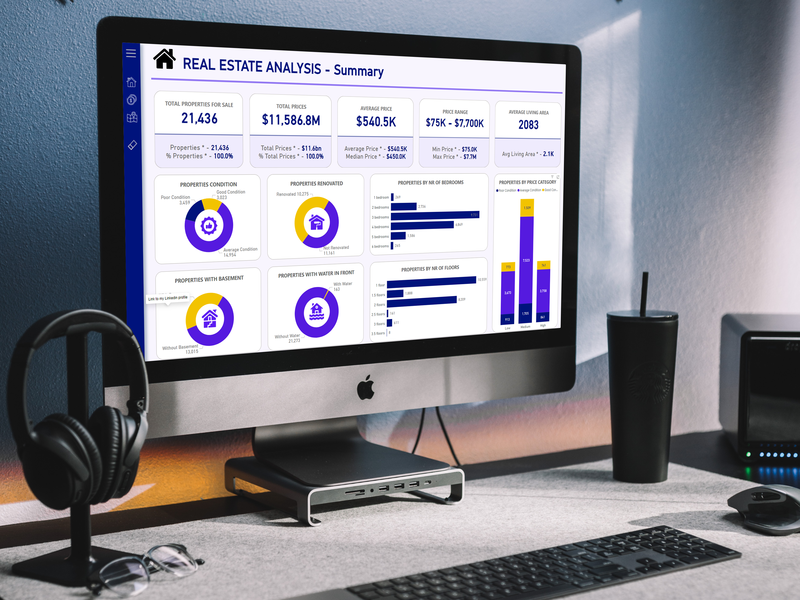 REAL ESTATE ANALYSIS - Summary
TOTAL PROPERTIES FOR SALE
21,436
Properties * - 21,436
% Properties * - 100.0%
TOTAL PRICES
$11,586.8M
Total Prices * - $11.6bn
% Total Prices * - 100.0%
AVERAGE PRICE
$540.5K
Average Price * - $540.5K
Median Price * - $450.0K
PRICE RANGE
$75K - $7,700K
Min Price * - $75.0K
Max Price * - $7.7M
AVERAGE LIVING AREA
2083
Avg Living Area * - 2.1K
PROPERTIES CONDITION
Poor Condition
Good Condition
Average Condition
14,954
PROPERTIES RENOVATED
Renovated 10,275
Not Renovated
11,161
PROPERTIES BY NR OF BEDROOMS
1 bedroom
2 bedrooms
3 bedrooms
4 bedrooms
5 bedrooms
6 bedrooms
PROPERTIES BY PRICE CATEGORY
Low
Medium
High
PROPERTIES WITH BASEMENT
Link to my Linkedin profile
Without Basement
13,015
PROPERTIES WITH WATER IN FRONT
With Water
163
Without Water
21,273
PROPERTIES BY NR OF FLOORS
1 floor
1.5 floors
2 floors
2.5 floors
3 floors
3.5 floors